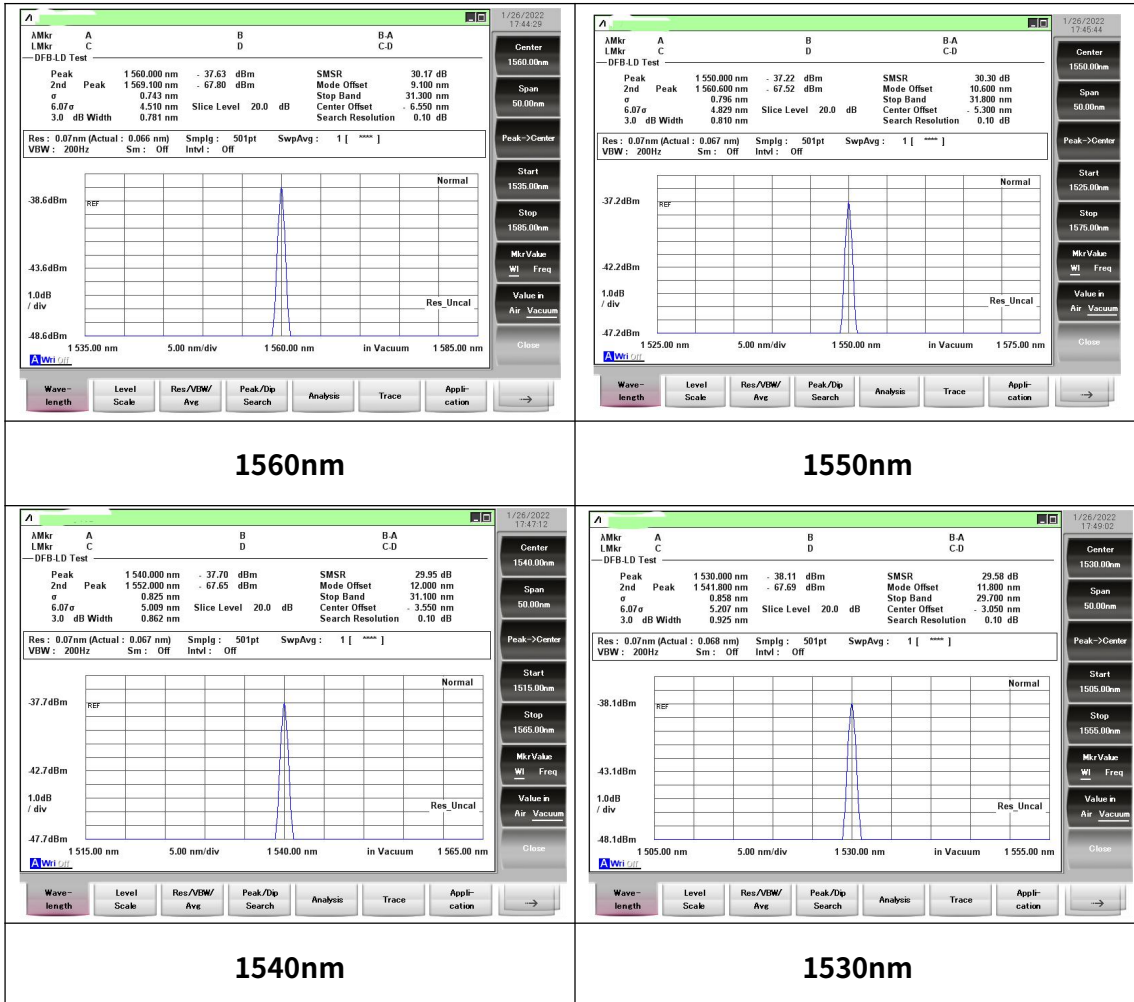 1/26/2022
17:44:29
λMkr A B B-A
LMkr C D C-D
DFB-LD Test
Peak 1 560.000 nm - 37.63 dBm SMSR 30.17 dB
2nd Peak 1 569.100 nm - 67.80 dBm Mode Offset 9.100 nm
σ 0.743 nm Stop Band 31.300 nm
6.07σ 4.510 nm Slice Level 20.0 dB Center Offset - 6.550 nm
3.0 dB Width 0.781 nm Search Resolution 0.10 dB
Res : 0.07nm (Actual : 0.066 nm) Smplg : 501pt SwpAvg : 1 [ **** ]
VBW : 200Hz Sm : Off Intvl : Off
Normal
-38.6dBm
REF
-43.6dBm
1.0dB
/ div
Res_Uncal
-48.6dBm
1 535.00 nm 5.00 nm/div 1 560.00 nm in Vacuum 1 585.00 nm
A Wri Off
Center
1560.00nm
Span
50.00nm
Peak->Center
Start
1535.00nm
Stop
1585.00nm
MkrValue
Wl Freq
Value in
Air Vacuum
Close
Wave-
length
Level
Scale
Res/VBW/
Avg
Peak/Dip
Search
Analysis
Trace
Appli-
cation
→
1560nm
1/26/2022
17:45:44
λMkr A B B-A
LMkr C D C-D
DFB-LD Test
Peak 1 550.000 nm - 37.22 dBm SMSR 30.30 dB
2nd Peak 1 560.600 nm - 67.52 dBm Mode Offset 10.600 nm
σ 0.796 nm Stop Band 31.800 nm
6.07σ 4.829 nm Slice Level 20.0 dB Center Offset - 5.300 nm
3.0 dB Width 0.810 nm Search Resolution 0.10 dB
Res : 0.07nm (Actual : 0.067 nm) Smplg : 501pt SwpAvg : 1 [ **** ]
VBW : 200Hz Sm : Off Intvl : Off
Normal
-37.2dBm
REF
-42.2dBm
1.0dB
/ div
Res_Uncal
-47.2dBm
1 525.00 nm 5.00 nm/div 1 550.00 nm in Vacuum 1 575.00 nm
A Wri Off
Center
1550.00nm
Span
50.00nm
Peak->Center
Start
1525.00nm
Stop
1575.00nm
MkrValue
Wl Freq
Value in
Air Vacuum
Close
Wave-
length
Level
Scale
Res/VBW/
Avg
Peak/Dip
Search
Analysis
Trace
Appli-
cation
→
1550nm
1/26/2022
17:47:12
λMkr A B B-A
LMkr C D C-D
DFB-LD Test
Peak 1 540.000 nm - 37.70 dBm SMSR 29.95 dB
2nd Peak 1 552.000 nm - 67.65 dBm Mode Offset 12.000 nm
σ 0.825 nm Stop Band 31.100 nm
6.07σ 5.009 nm Slice Level 20.0 dB Center Offset - 3.550 nm
3.0 dB Width 0.862 nm Search Resolution 0.10 dB
Res : 0.07nm (Actual : 0.067 nm) Smplg : 501pt SwpAvg : 1 [ **** ]
VBW : 200Hz Sm : Off Intvl : Off
Normal
-37.7dBm
REF
-42.7dBm
1.0dB
/ div
Res_Uncal
-47.7dBm
1 515.00 nm 5.00 nm/div 1 540.00 nm in Vacuum 1 565.00 nm
A Wri Off
Center
1540.00nm
Span
50.00nm
Peak->Center
Start
1515.00nm
Stop
1565.00nm
MkrValue
Wl Freq
Value in
Air Vacuum
Close
Wave-
length
Level
Scale
Res/VBW/
Avg
Peak/Dip
Search
Analysis
Trace
Appli-
cation
→
1540nm
1/26/2022
17:49:02
λMkr A B B-A
LMkr C D C-D
DFB-LD Test
Peak 1 530.000 nm - 38.11 dBm SMSR 29.58 dB
2nd Peak 1 541.800 nm - 67.69 dBm Mode Offset 11.800 nm
σ 0.858 nm Stop Band 29.700 nm
6.07σ 5.207 nm Slice Level 20.0 dB Center Offset - 3.050 nm
3.0 dB Width 0.925 nm Search Resolution 0.10 dB
Res : 0.07nm (Actual : 0.068 nm) Smplg : 501pt SwpAvg : 1 [ **** ]
VBW : 200Hz Sm : Off Intvl : Off
Normal
-38.1dBm
REF
-43.1dBm
1.0dB
/ div
Res_Uncal
-48.1dBm
1 505.00 nm 5.00 nm/div 1 530.00 nm in Vacuum 1 555.00 nm
A Wri Off
Center
1530.00nm
Span
50.00nm
Peak->Center
Start
1505.00nm
Stop
1555.00nm
MkrValue
Wl Freq
Value in
Air Vacuum
Close
Wave-
length
Level
Scale
Res/VBW/
Avg
Peak/Dip
Search
Analysis
Trace
Appli-
cation
→
1530nm